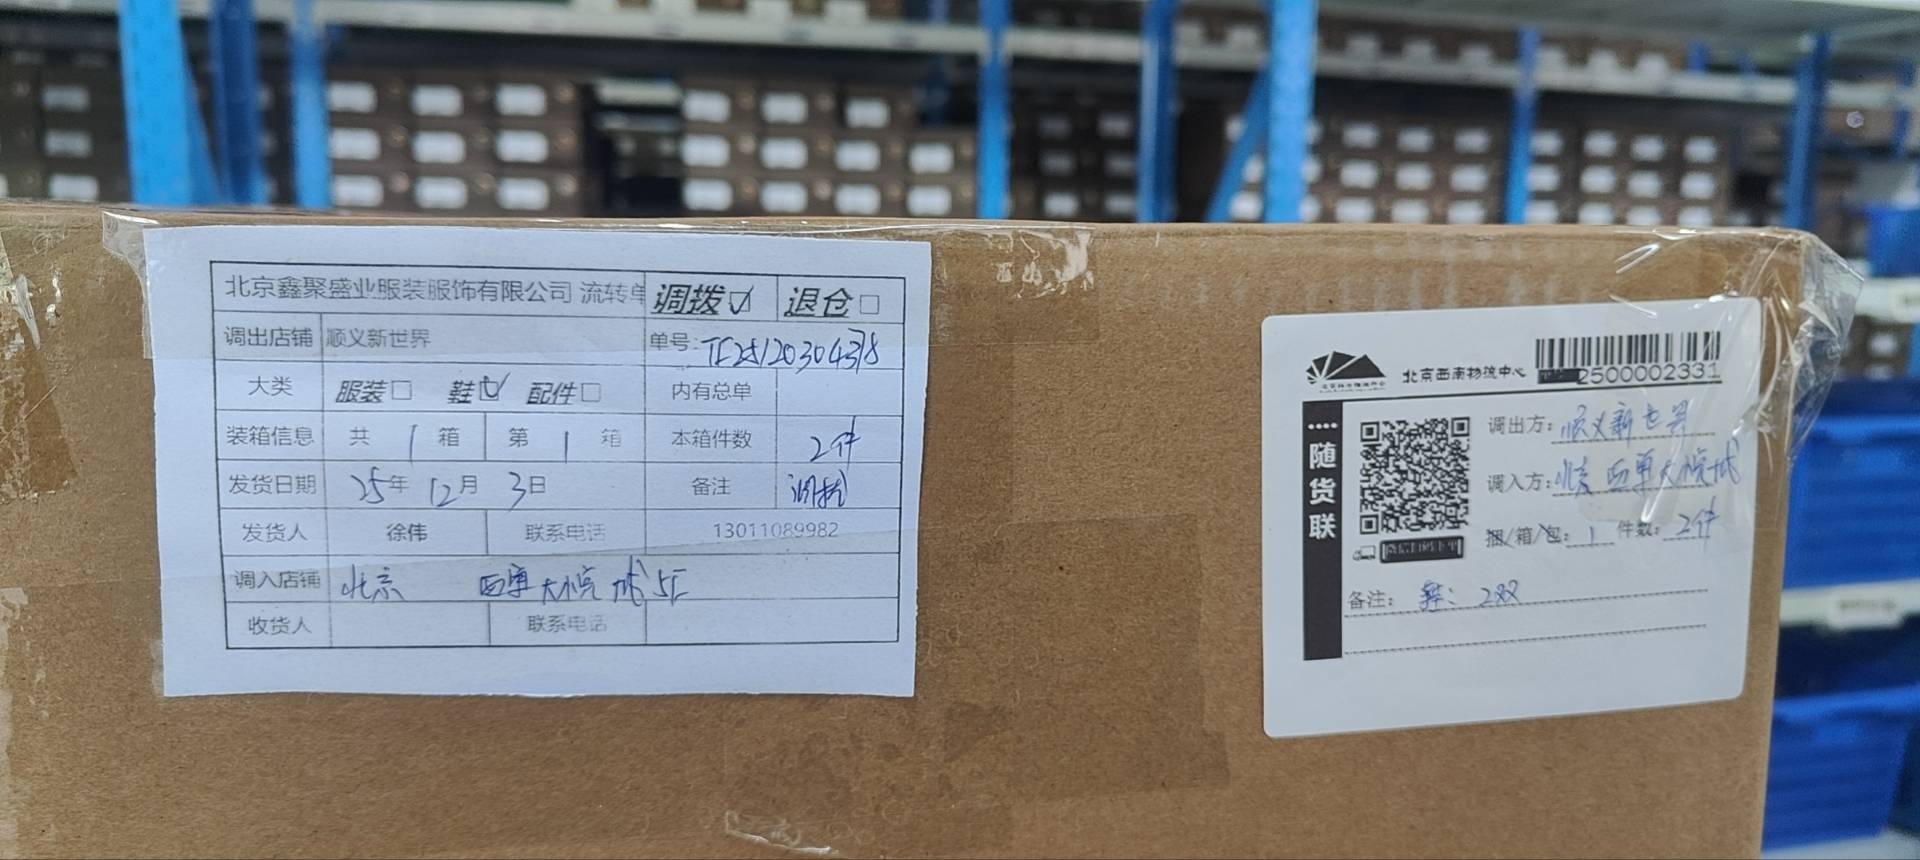 北京鑫聚盛业服装服饰有限公司 流转单 调拨☑ 退仓□
调出店铺 顺义新世界 单号: TF25120304378
大类 服装□ 鞋☑ 配件□ 内有总单
装箱信息 共 1 箱 第 1 箱 本箱件数 2件
发货日期 25年 12月 3日 备注 调拨
发货人 徐伟 联系电话 13011089982
调入店铺 北京 西单大悦城5F
收货人 联系电话
北京西南物流中心 2500002331
随货联
调出方: 顺义新世界
调入方: 北京 西单大悦城
捆/箱/包: 1 件数: 2件
备注: 鞋: 2双